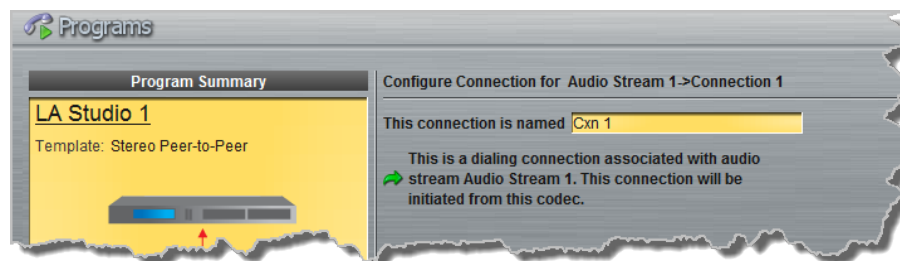 Programs
Program Summary
LA Studio 1
Template: Stereo Peer-to-Peer
Configure Connection for Audio Stream 1->Connection 1
This connection is named Cxn 1
This is a dialing connection associated with audio
stream Audio Stream 1. This connection will be
initiated from this codec.